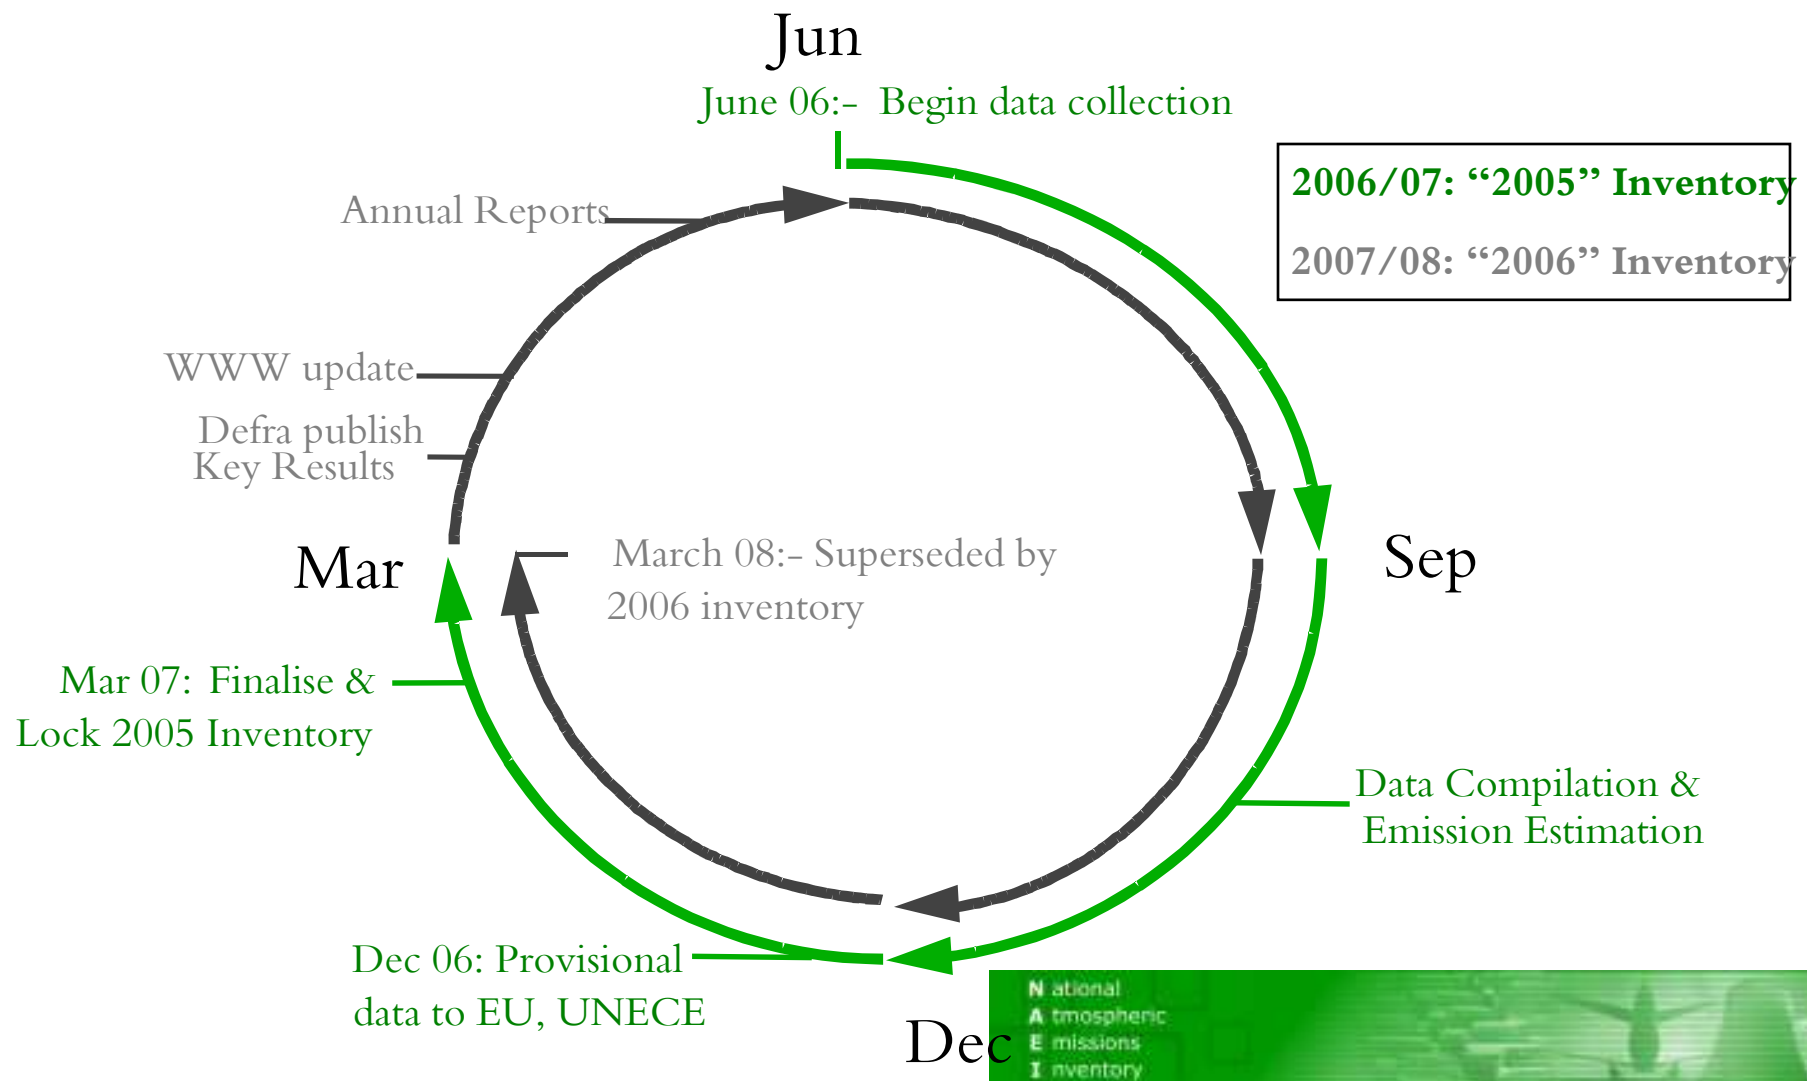 Jun
June 06:-  Begin data collection
2006/07: “2005” Inventory
2007/08: “2006” Inventory
Annual Reports
WWW update
Defra publish
Key Results
Mar
March 08:- Superseded by
2006 inventory
Sep
Mar 07:  Finalise &
Lock 2005 Inventory
Data Compilation &
Emission Estimation
Dec 06: Provisional
data to EU, UNECE
Dec
N ational
A tmospheric
E missions
I nventory